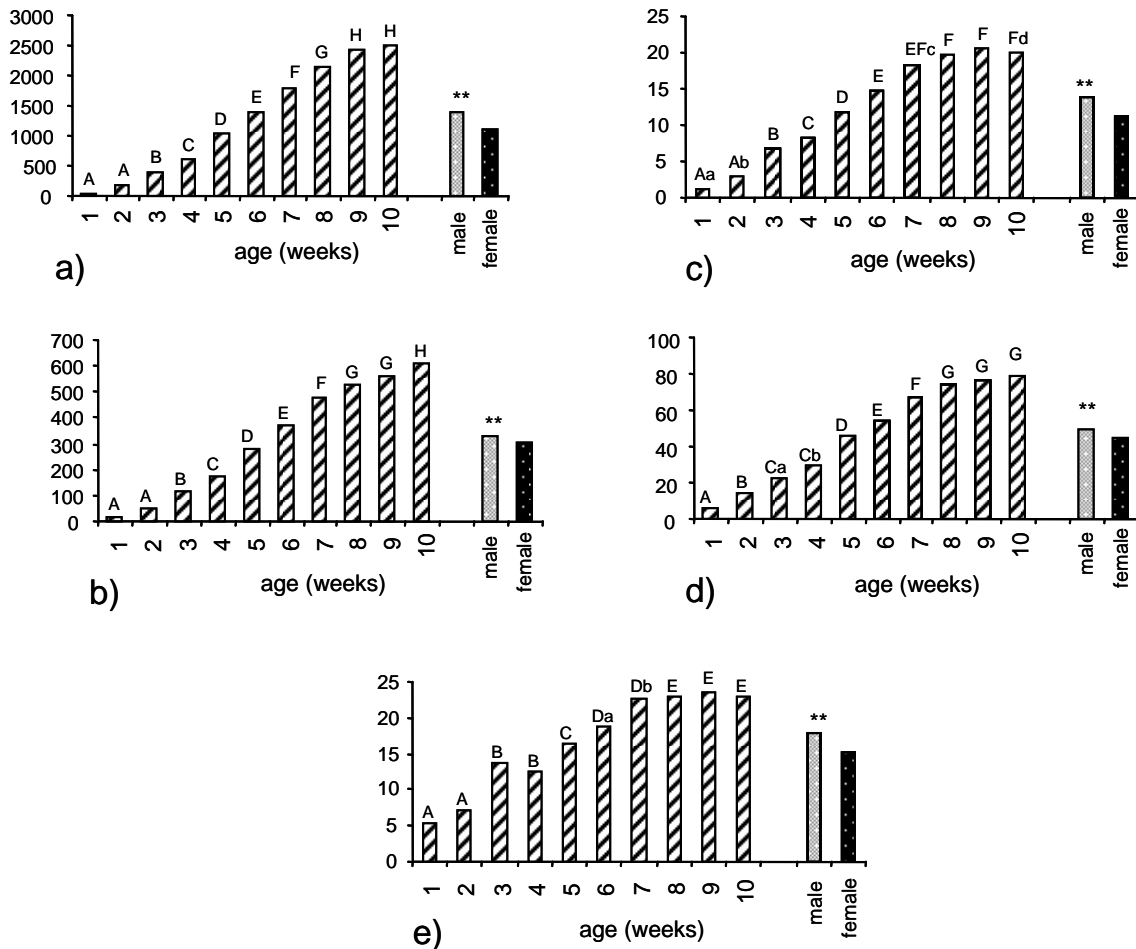 3000
2500
2000
1500
1000
500
0
A A B C D E F G H H
**
1 2 3 4 5 6 7 8 9 10 male female
age (weeks)
a)
25
20
15
10
5
0
Aa Ab B C D E EFc F F Fd
**
1 2 3 4 5 6 7 8 9 10 male female
age (weeks)
c)
700
600
500
400
300
200
100
0
A A B C D E F G G H
**
1 2 3 4 5 6 7 8 9 10 male female
age (weeks)
b)
100
80
60
40
20
0
A B Ca Cb D E F G G G
**
1 2 3 4 5 6 7 8 9 10 male female
age (weeks)
d)
25
20
15
10
5
0
A A B B C Da Db E E E
**
1 2 3 4 5 6 7 8 9 10 male female
age (weeks)
e)